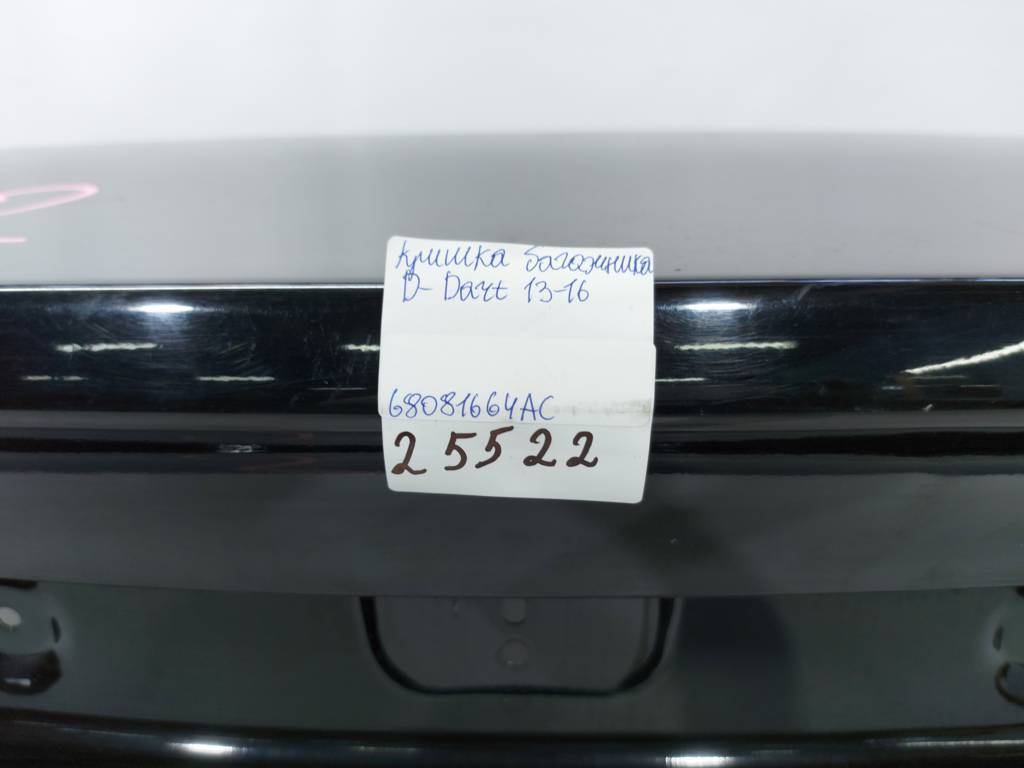 кришка багажника
D- Dart 13-16
68081664AC
25522